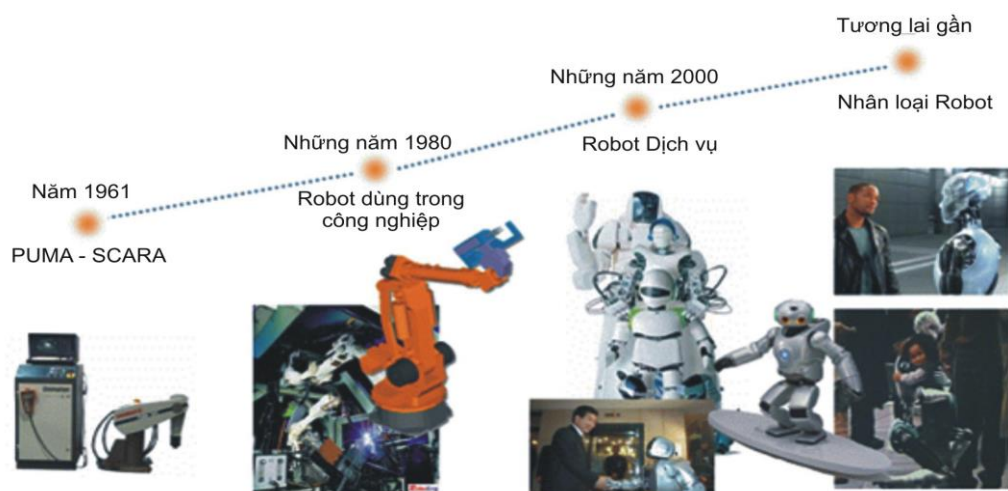 Tương lai gần
Nhân loại Robot
Những năm 2000
Robot Dịch vụ
Những năm 1980
Robot dùng trong
công nghiệp
Năm 1961
PUMA - SCARA